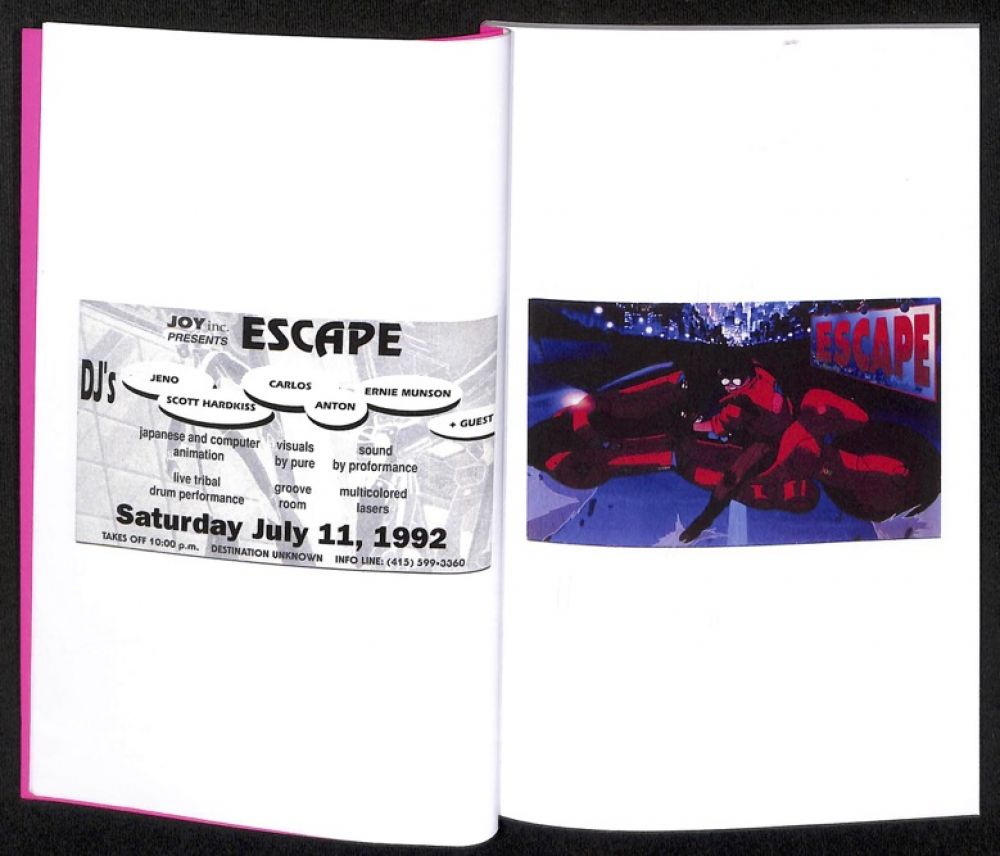 JOY inc.
PRESENTS
ESCAPE
DJ's
JENO
SCOTT HARDKISS
CARLOS
ANTON
ERNIE MUNSON
+ GUEST
japanese and computer
animation
visuals
by pure
sound
by proformance
live tribal
drum performance
groove
room
multicolored
lasers
Saturday July 11, 1992
TAKES OFF 10:00 p.m. DESTINATION UNKNOWN INFO LINE: (415) 599-3360
ESCAPE